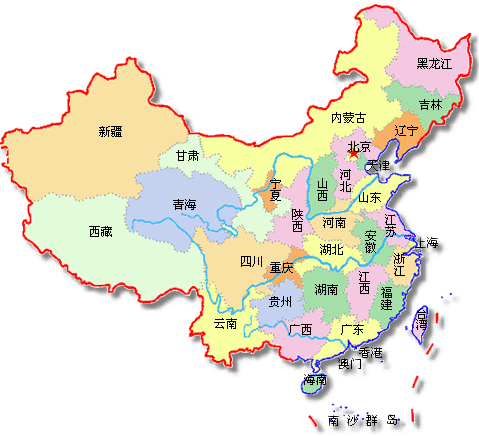 黑龙江
吉林
辽宁
内蒙古
新疆
北京
天津
甘肃
宁夏
山西
河北
山东
青海
陕西
河南
江苏
西藏
安徽
上海
四川
重庆
湖北
浙江
湖南
江西
贵州
福建
云南
广西
广东
台湾
香港
澳门
海南
南沙群岛